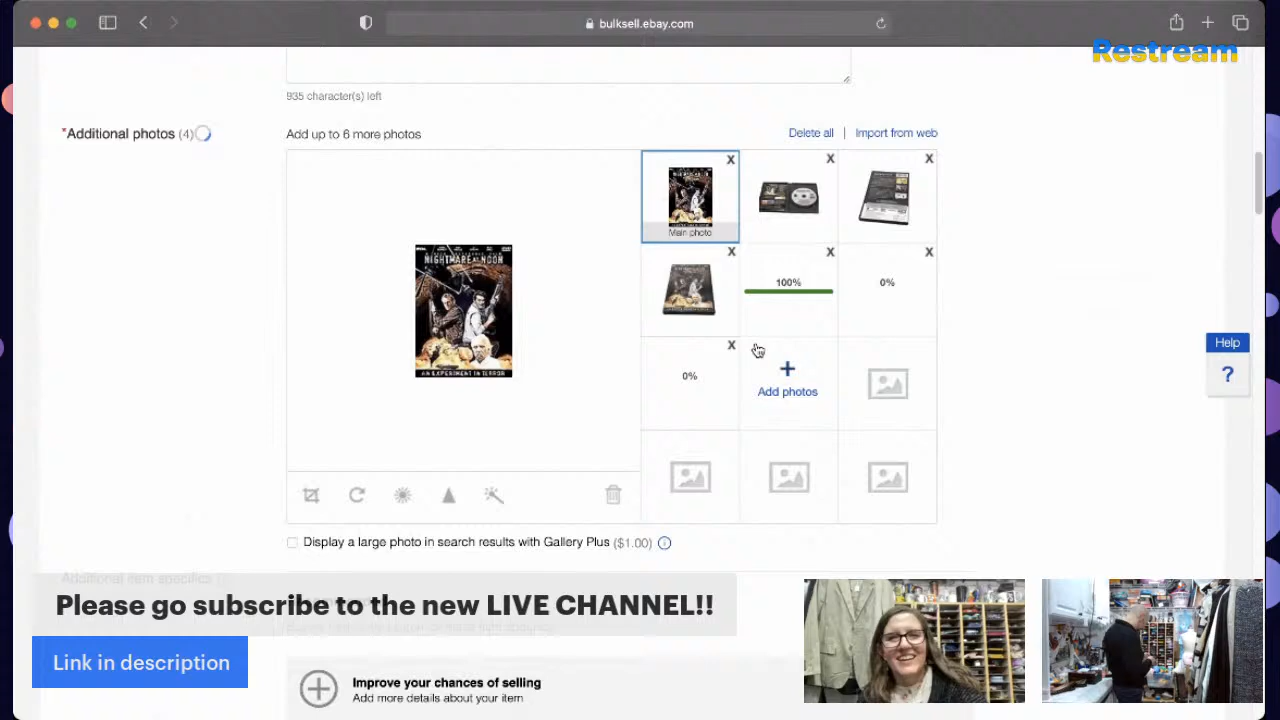 bulksell.ebay.com
Restream
935 character(s) left
*Additional photos (4)
Add up to 6 more photos
Delete all | Import from web
X
X
X
Main photo
NIGHTMARE AT NOON
AN EXPERIMENT IN TERROR
X
X
X
100%
0%
X
0%
+
Add photos
Help
?
Display a large photo in search results with Gallery Plus ($1.00)
Additional item specifics
Please go subscribe to the new LIVE CHANNEL!!
Link in description
Improve your chances of selling
Add more details about your item